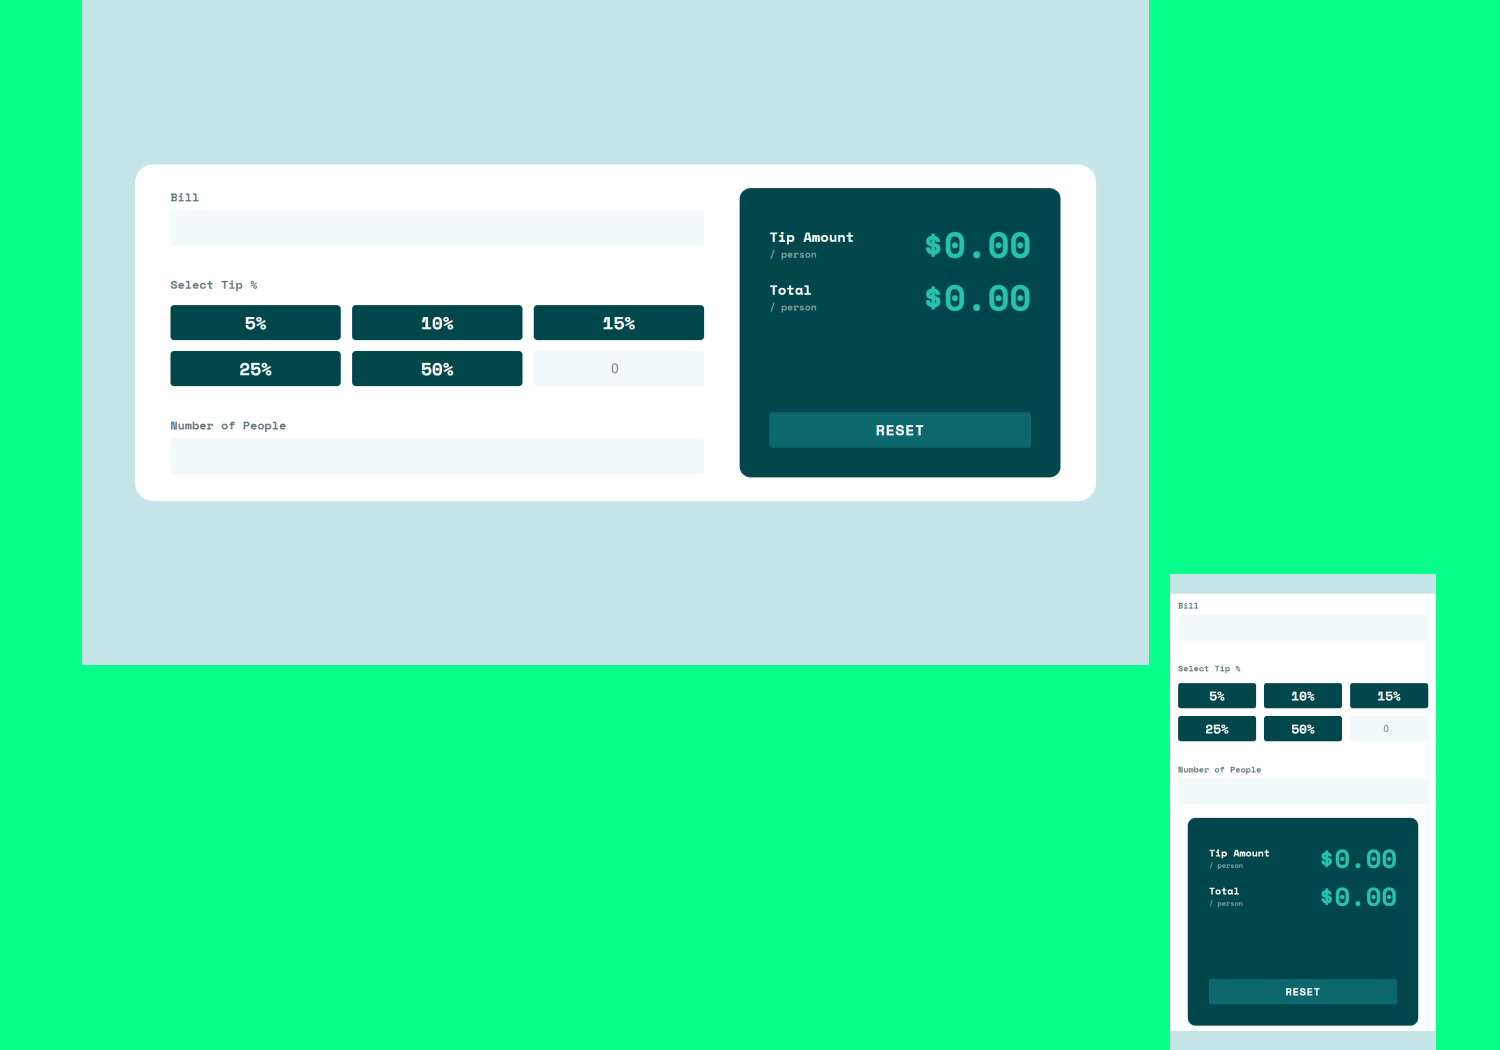 Bill
Select Tip %
5% 10% 15%
25% 50% 0
Number of People
Tip Amount $0.00
/ person
Total $0.00
/ person
RESET
Bill
Select Tip %
5% 10% 15%
25% 50% 0
Number of People
Tip Amount $0.00
/ person
Total $0.00
/ person
RESET